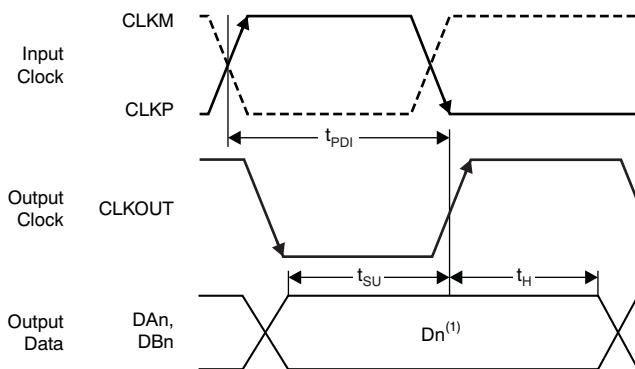 CLKM
Input
Clock
CLKP
tPDI
Output
Clock
CLKOUT
tSU
tH
Output
Data
DAn,
DBn
Dn(1)